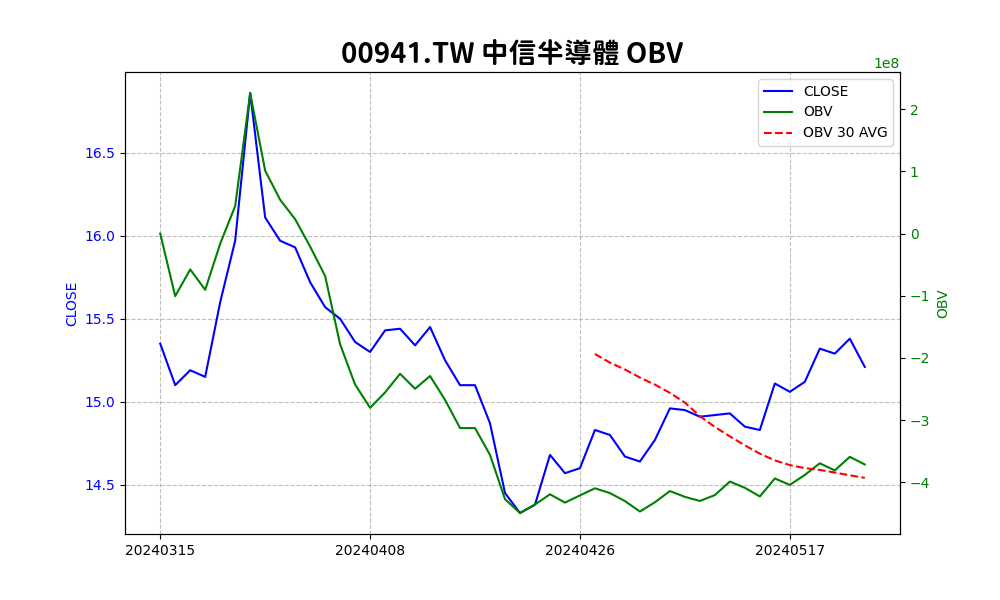 00941.TW 中信半導體 OBV
1e8
CLOSE
OBV
OBV 30 AVG
16.5
16.0
15.5
15.0
14.5
CLOSE
2
1
0
−1
−2
−3
−4
OBV
20240315
20240408
20240426
20240517